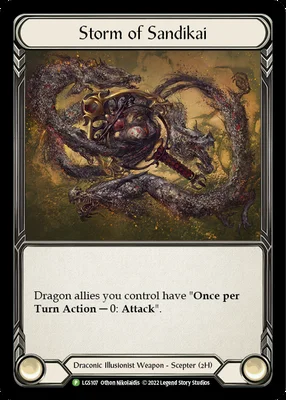 Storm of Sandikai
Dragon allies you control have "Once per
Turn Action — 0: Attack".
Draconic Illusionist Weapon - Scepter (2H)
P LGS107 Othon Nikolaidis © 2022 Legend Story Studios